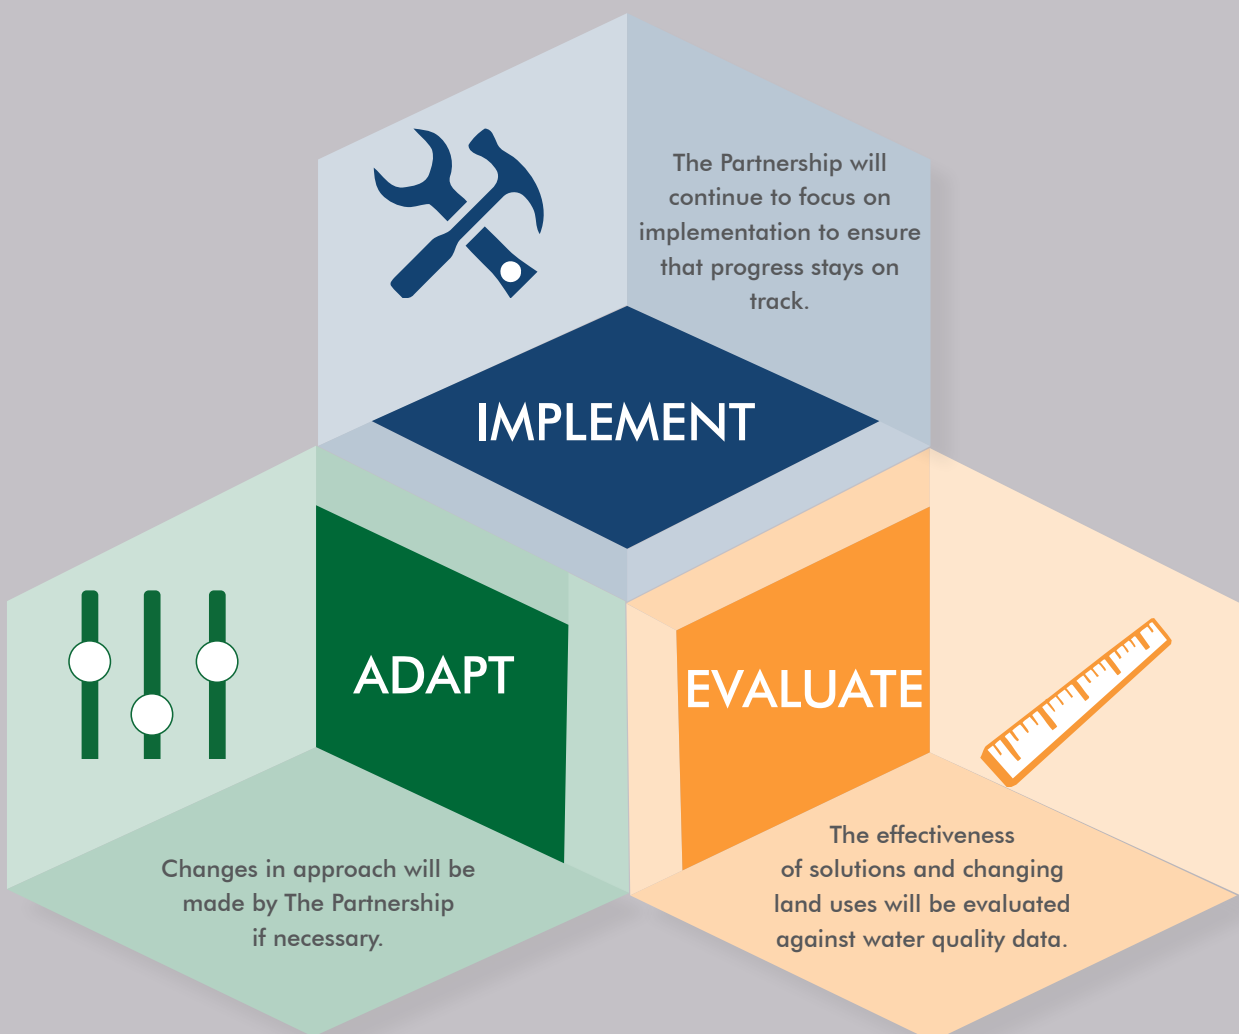 The Partnership will
continue to focus on
implementation to ensure
that progress stays on
track.
IMPLEMENT
ADAPT
Changes in approach will be
made by The Partnership
if necessary.
EVALUATE
The effectiveness
of solutions and changing
land uses will be evaluated
against water quality data.